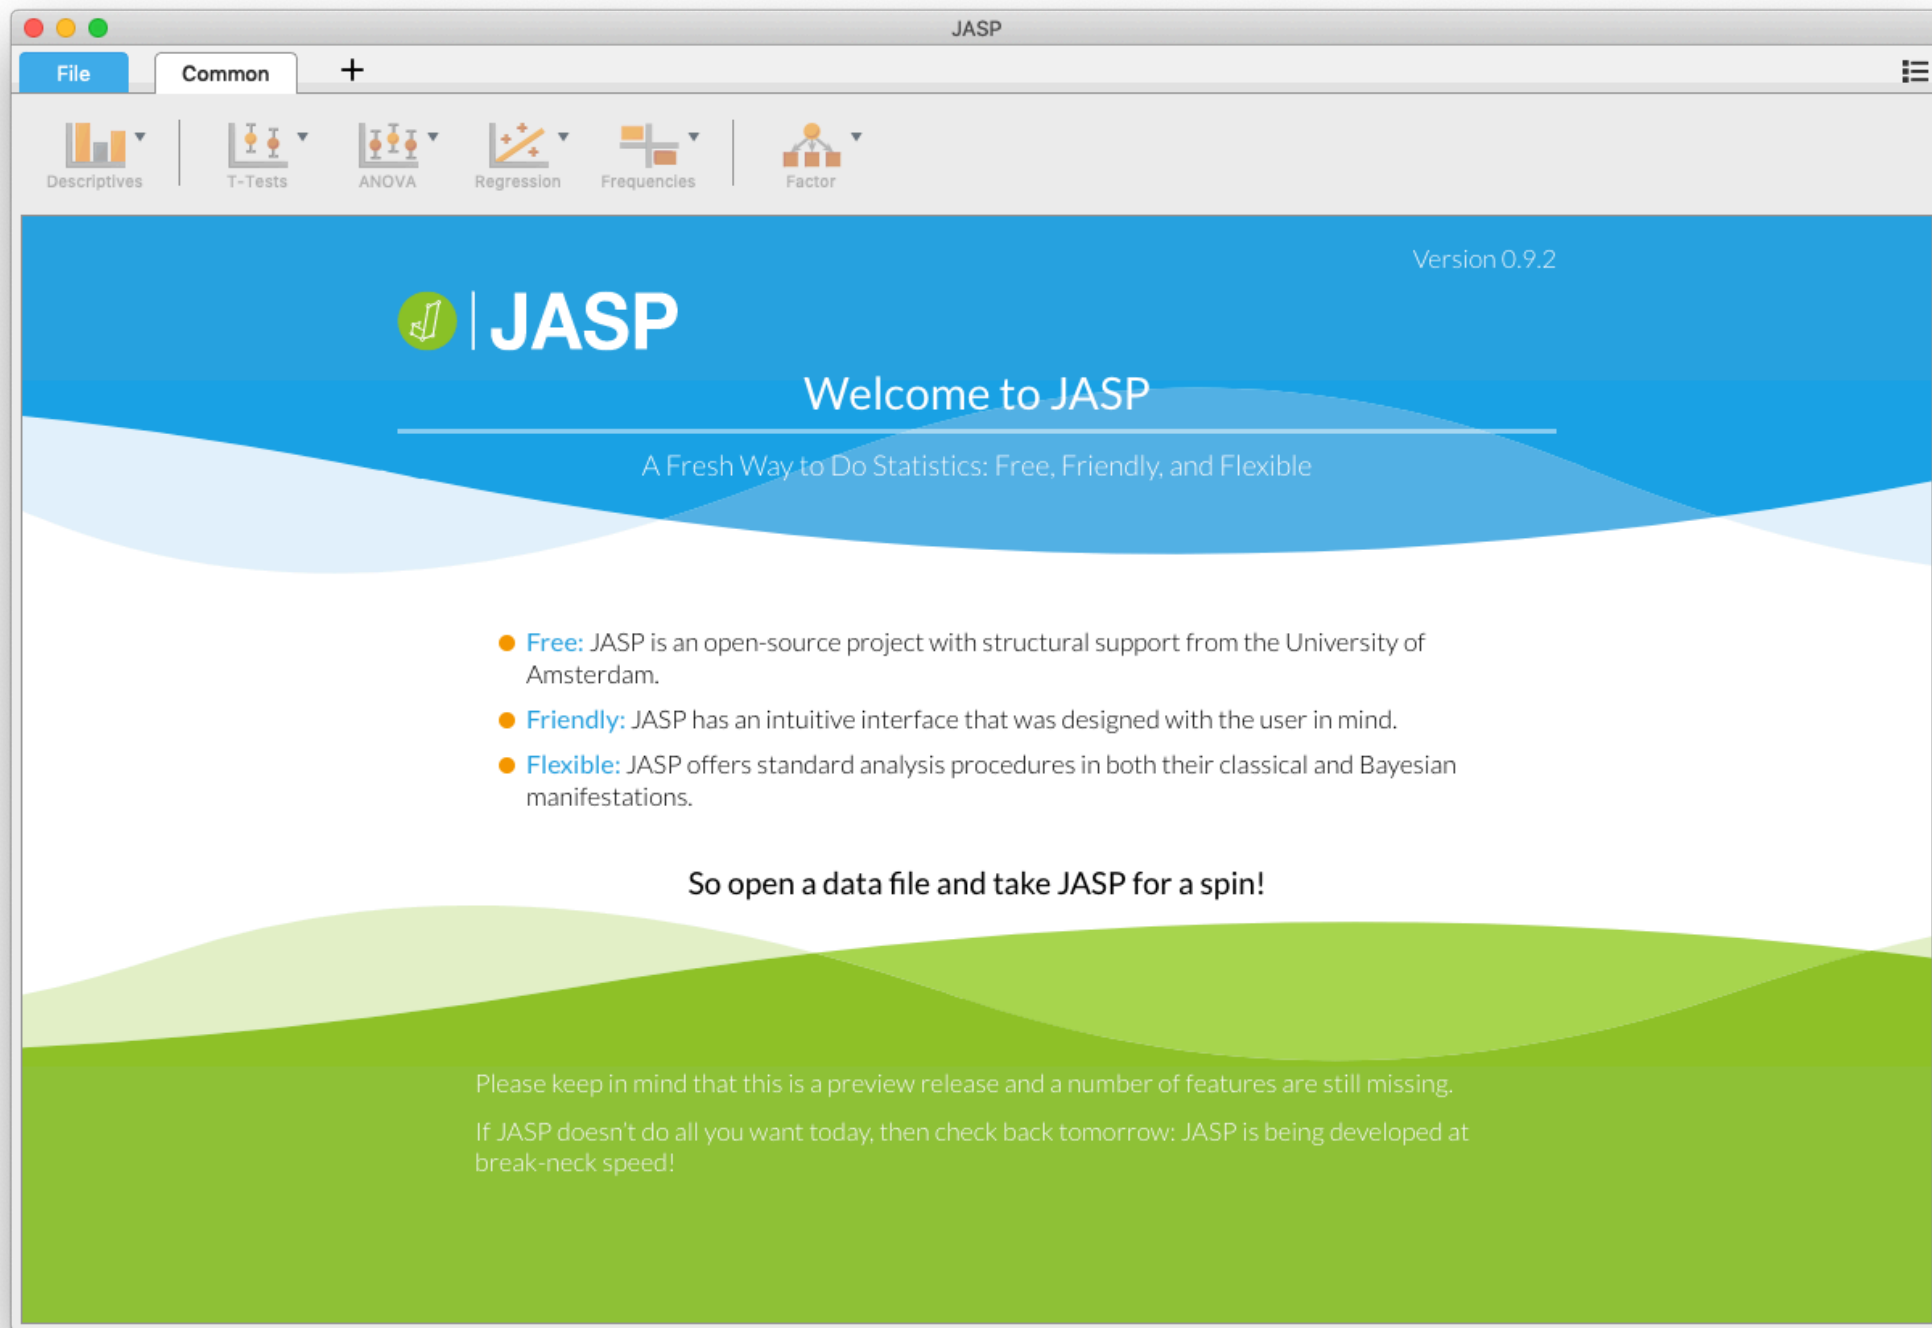 JASP
File
Common
+
Descriptives
T-Tests
ANOVA
Regression
Frequencies
Factor
Version 0.9.2
JASP
Welcome to JASP
A Fresh Way to Do Statistics: Free, Friendly, and Flexible
Free: JASP is an open-source project with structural support from the University of
Amsterdam.
Friendly: JASP has an intuitive interface that was designed with the user in mind.
Flexible: JASP offers standard analysis procedures in both their classical and Bayesian
manifestations.
So open a data file and take JASP for a spin!
Please keep in mind that this is a preview release and a number of features are still missing.
If JASP doesn't do all you want today, then check back tomorrow: JASP is being developed at
break-neck speed!